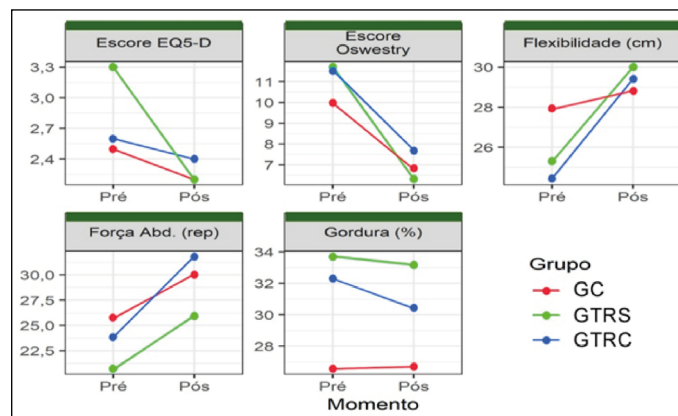 Escore EQ5-D
3,3
3,0
2,7
2,4
Pré Pós
Escore
Oswestry
11
10
9
8
7
Pré Pós
Flexibilidade (cm)
30
28
26
Pré Pós
Força Abd. (rep)
30,0
27,5
25,0
22,5
Pré Pós
Gordura (%)
34
32
30
28
Pré Pós
Momento
Grupo
GC
GTRS
GTRC